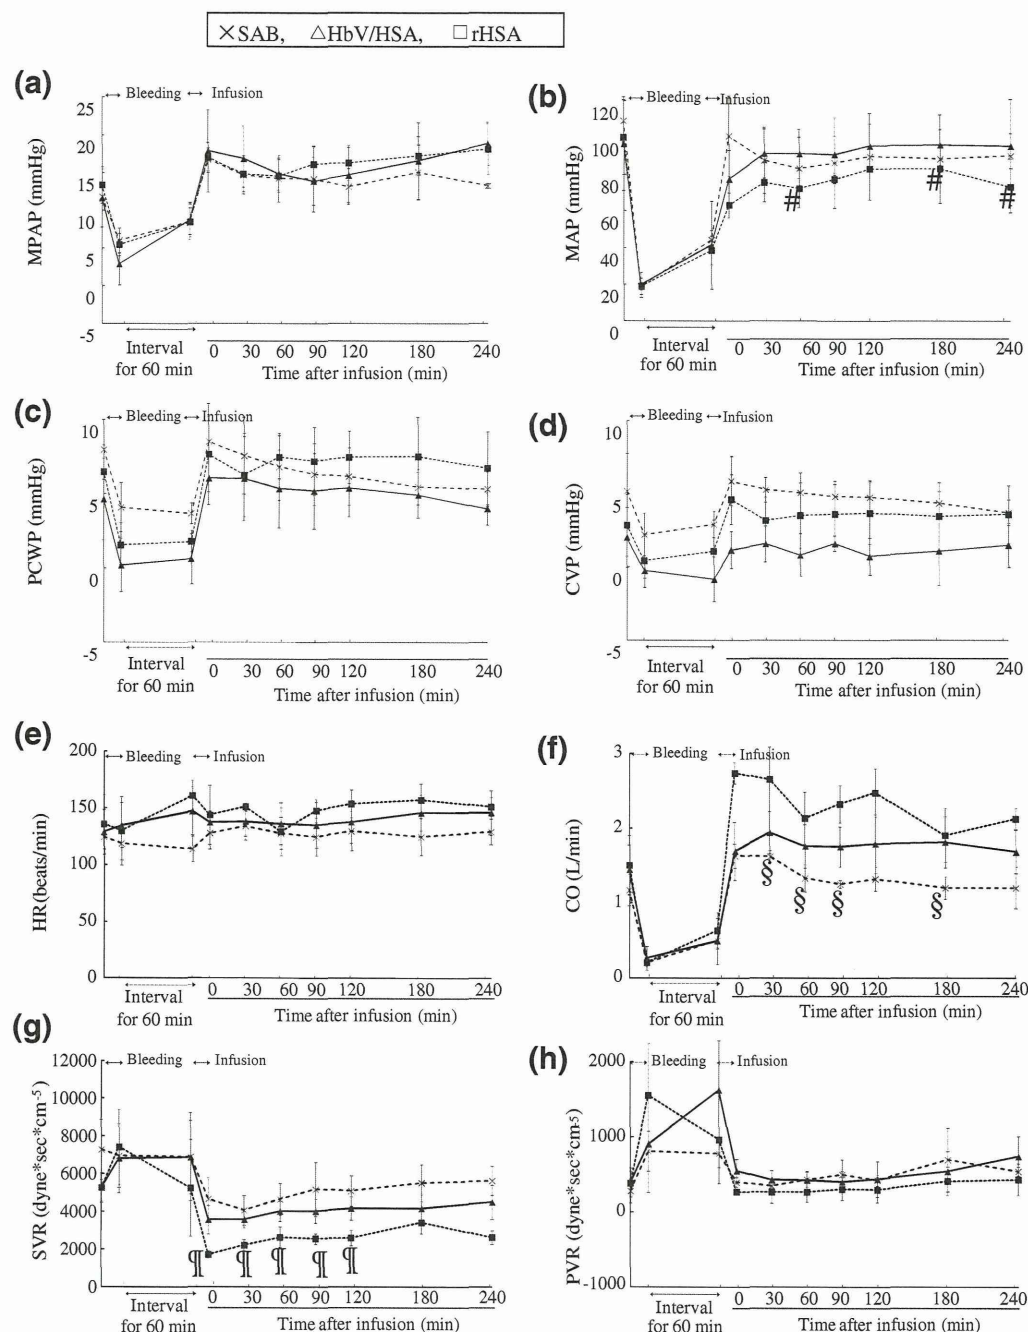 ×SAB, △HbV/HSA, □rHSA
(a)
Bleeding Infusion
25
20
15
10
5
0
-5
MPAP (mmHg)
Interval
for 60 min
0 30 60 90 120 180 240
Time after infusion (min)
(b)
Bleeding Infusion
120
100
80
60
40
20
0
MAP (mmHg)
# # #
Interval
for 60 min
0 30 60 90 120 180 240
Time after infusion (min)
(c)
Bleeding Infusion
10
5
0
-5
PCWP (mmHg)
Interval
for 60 min
0 30 60 90 120 180 240
Time after infusion (min)
(d)
Bleeding Infusion
10
5
0
-5
CVP (mmHg)
Interval
for 60 min
0 30 60 90 120 180 240
Time after infusion (min)
(e)
Bleeding Infusion
200
150
100
50
0
HR(beats/min)
Interval
for 60 min
0 30 60 90 120 180 240
Time after infusion (min)
(f)
Bleeding Infusion
3
2
1
0
CO (L/min)
§ § § §
Interval
for 60 min
0 30 60 90 120 180 240
Time after infusion (min)
(g)
Bleeding Infusion
12000
10000
8000
6000
4000
2000
0
SVR (dyne*sec*cm-5)
¶ ¶ ¶ ¶ ¶
Interval
for 60 min
0 30 60 90 120 180 240
Time after infusion (min)
(h)
Bleeding Infusion
2000
1000
0
-1000
PVR (dyne*sec*cm-5)
Interval
for 60 min
0 30 60 90 120 180 240
Time after infusion (min)